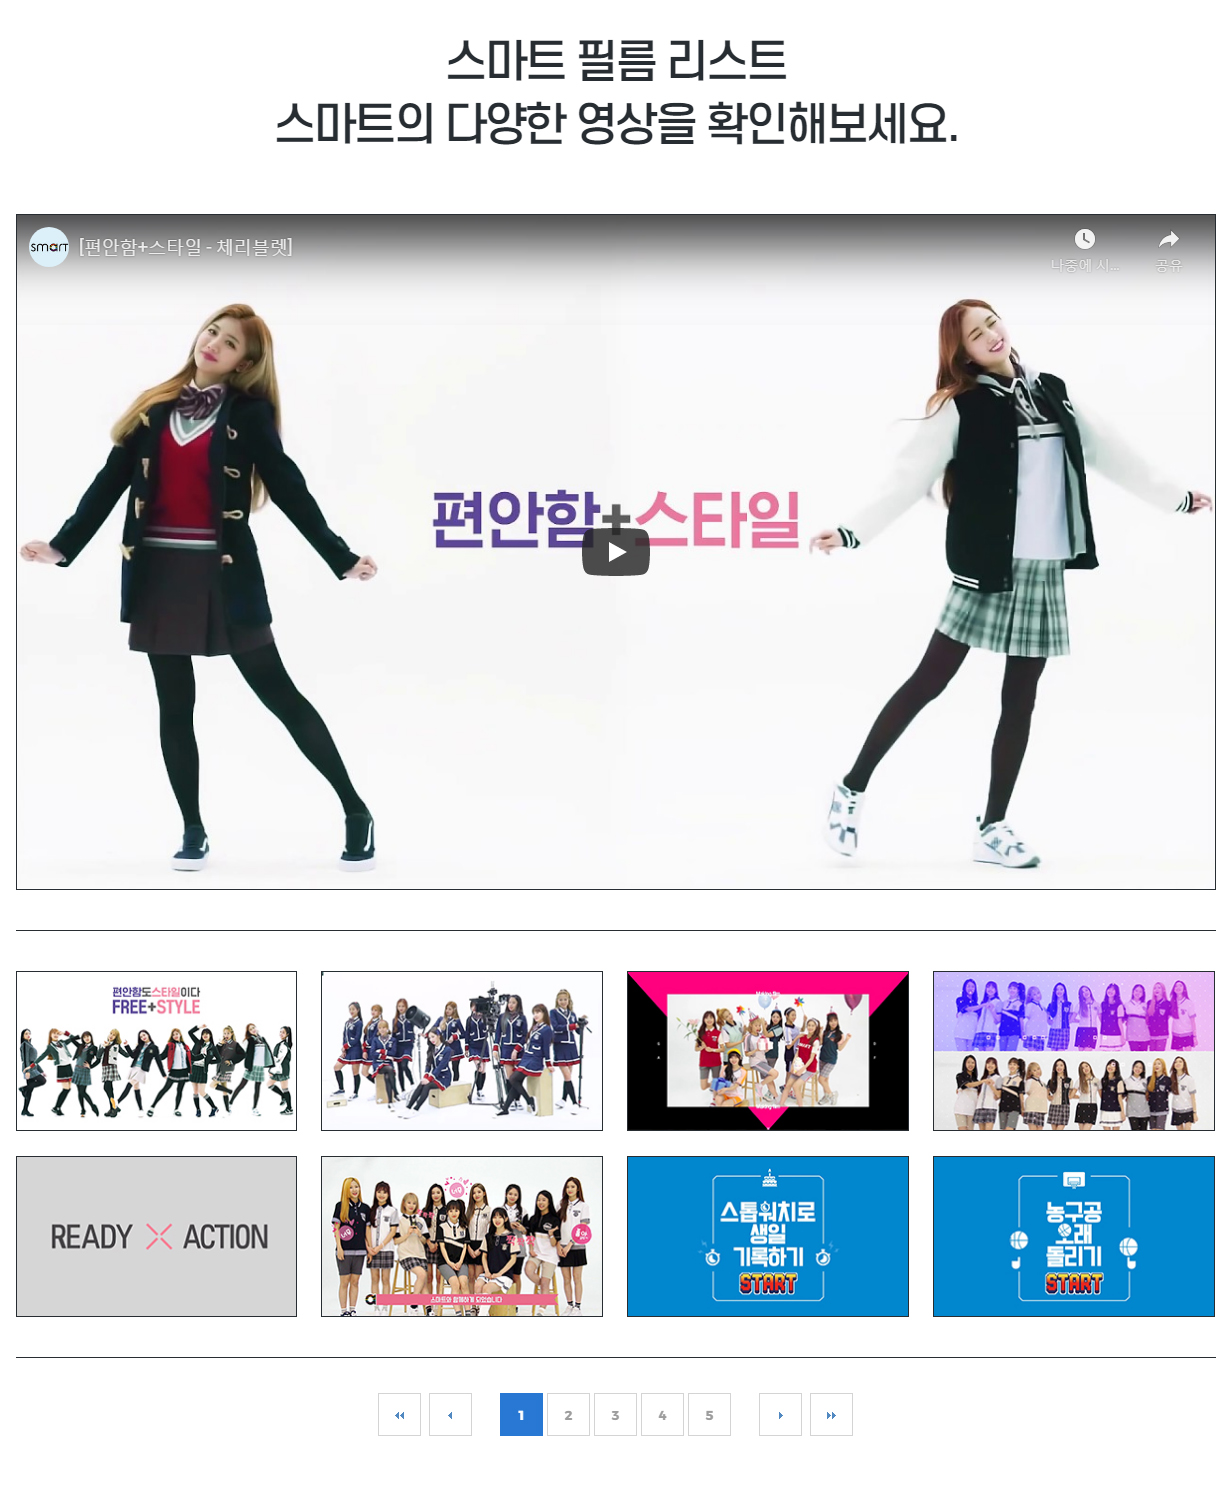 스마트 필름 리스트
스마트의 다양한 영상을 확인해보세요.
smart
[편안함+스타일 - 체리블렛]
나중에 시...
공유
편안함+스타일
편안함도스타일이다
FREE+STYLE
READY
ACTION
스마트와 함께하게 되었습니다
스톱워치로
생일
기록하기
START
농구공
오래
돌리기
START
1
2
3
4
5